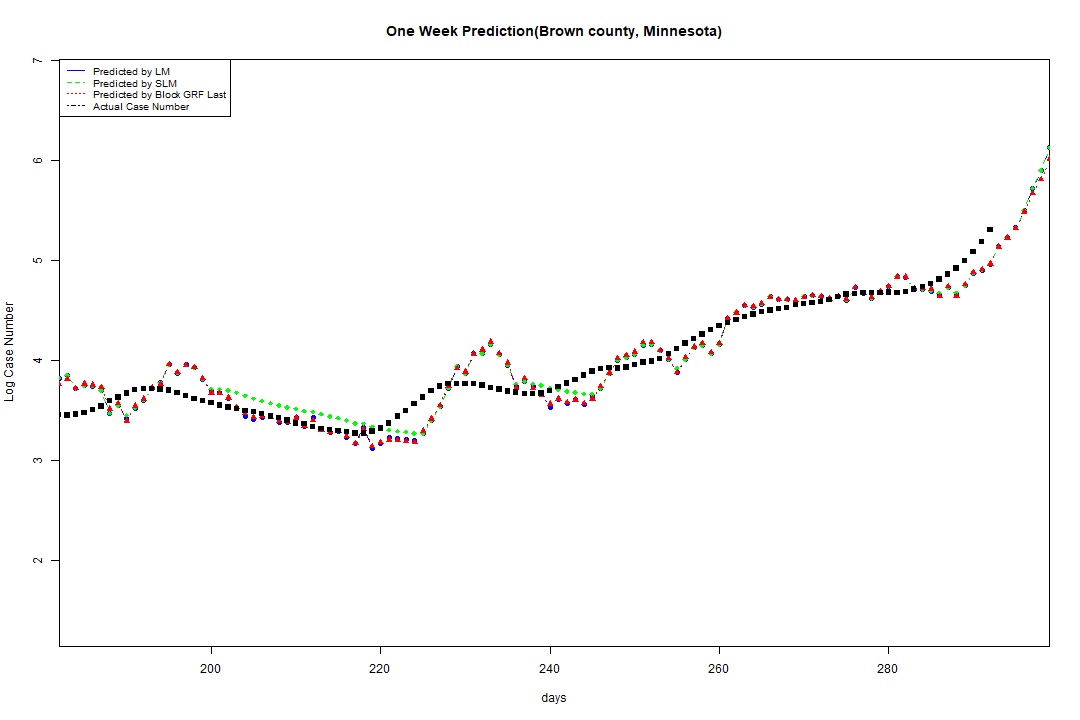 One Week Prediction(Brown county, Minnesota)
Predicted by LM
Predicted by SLM
Predicted by Block GRF Last
Actual Case Number
7
6
5
4
3
2
Log Case Number
200 220 240 260 280
days